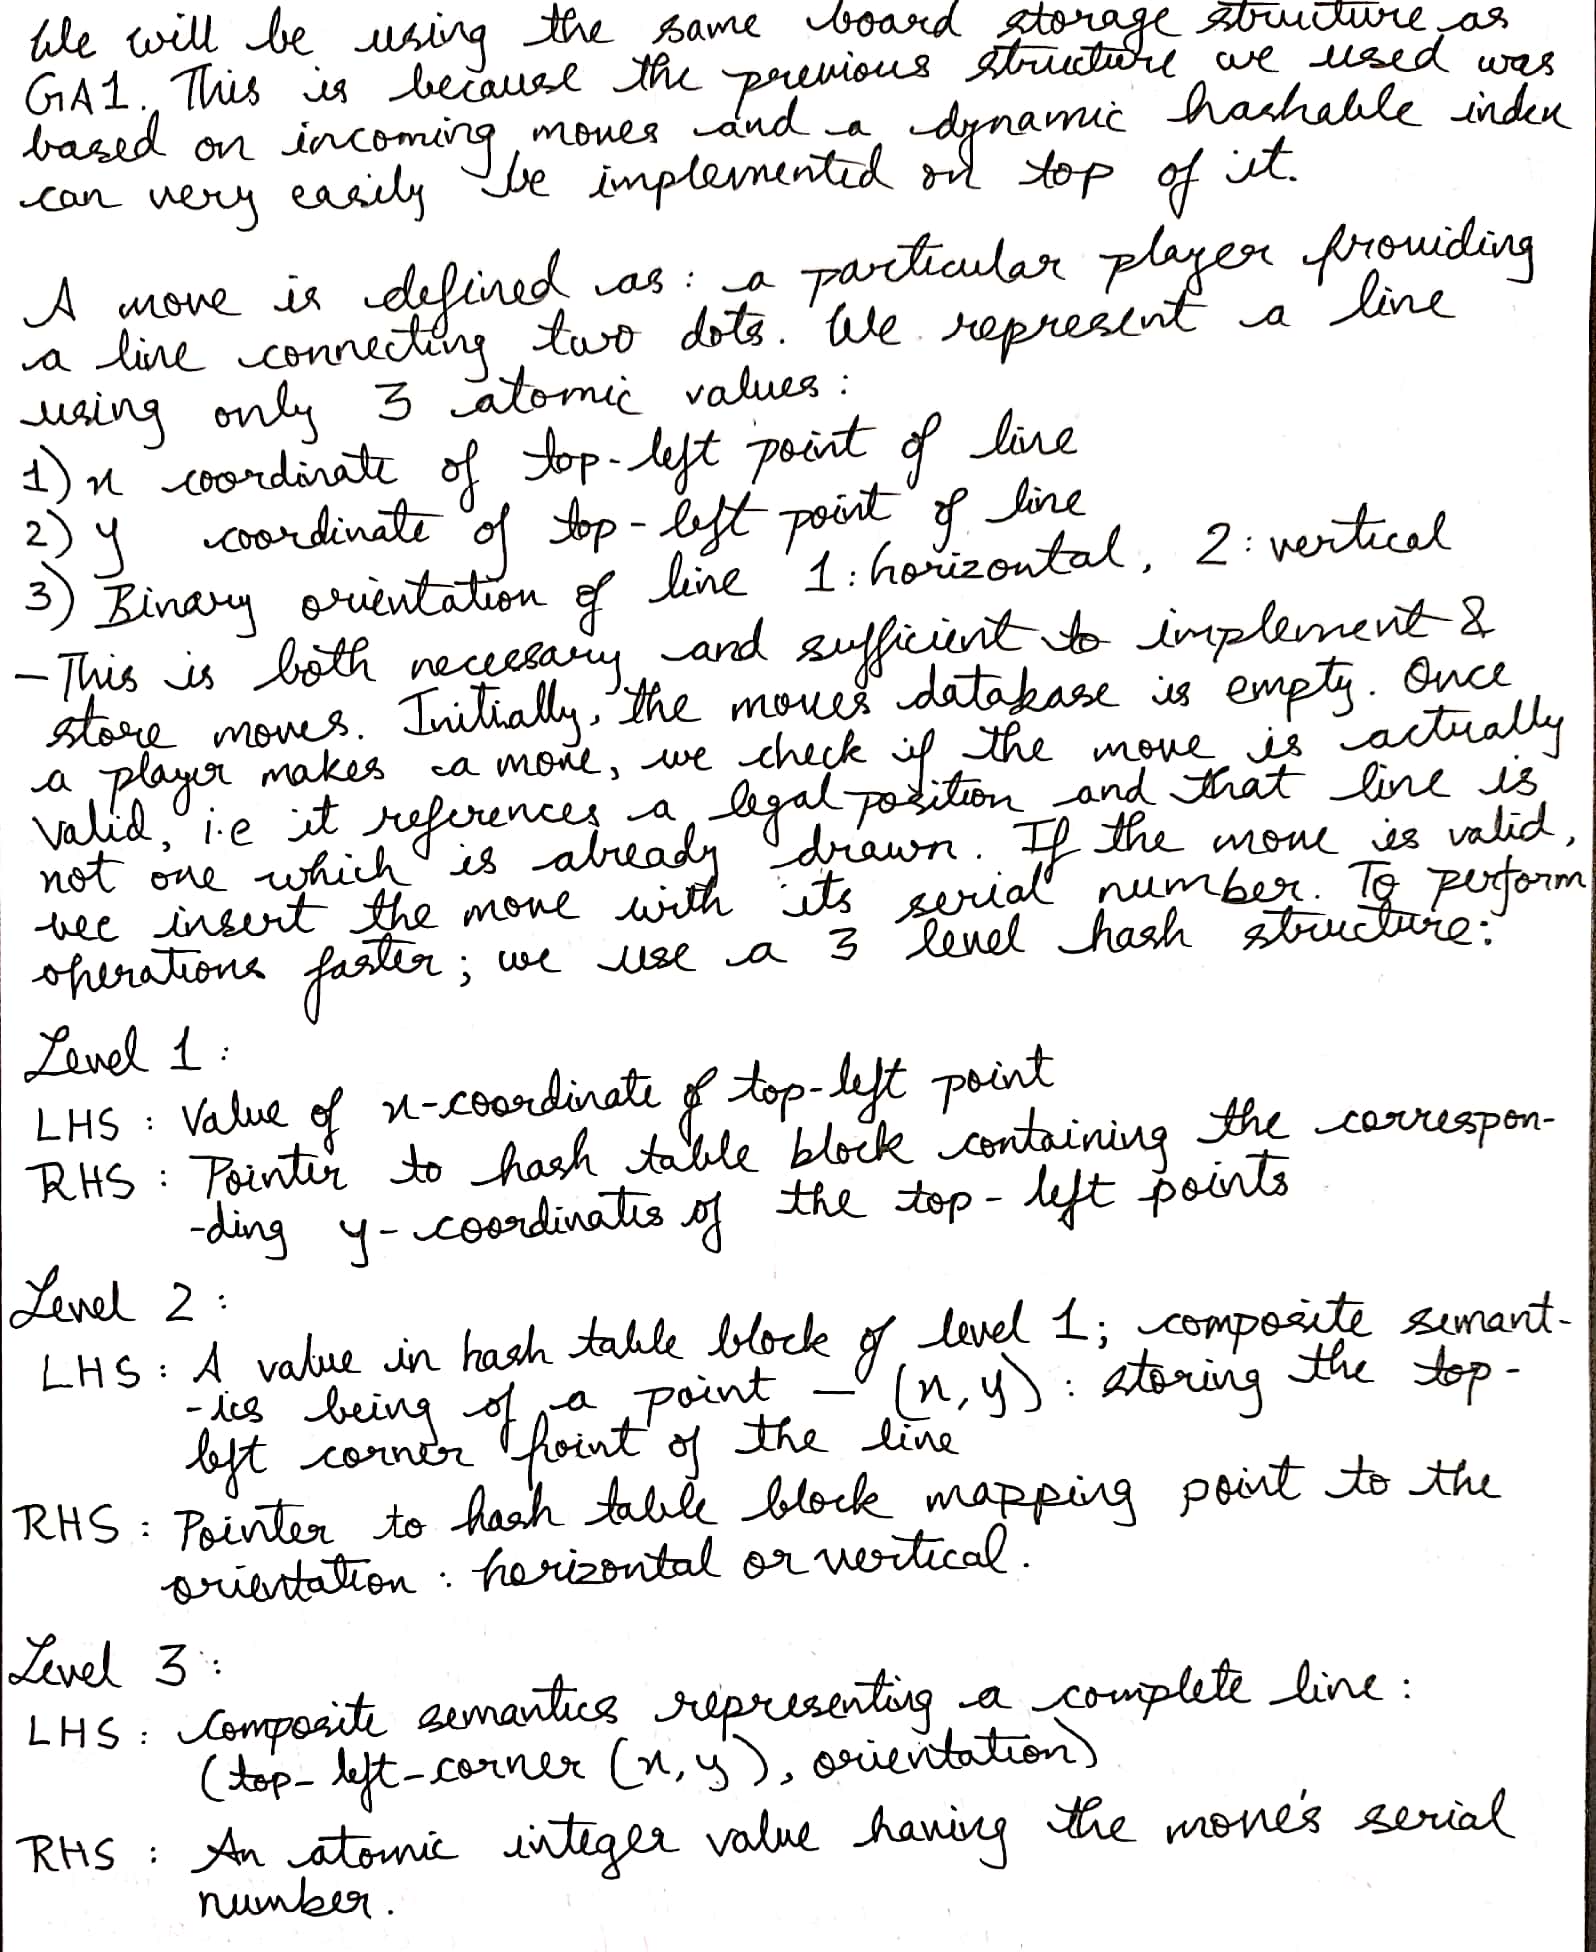 We will be using the same board storage structure as
GA1. This is because the previous structure we used was
based on incoming moves and a dynamic hashable index
can very easily be implemented on top of it.
A move is defined as: a particular player providing
a line connecting two dots. We represent a line
using only 3 atomic values:
1) x coordinate of top-left point of line
2) y coordinate of top-left point of line
3) Binary orientation of line 1: horizontal, 2: vertical
- This is both necessary and sufficient to implement &
store moves. Initially, the moves database is empty. Once
a player makes a move, we check if the move is actually
valid, i.e it references a legal position and that line is
not one which is already drawn. If the move is valid,
we insert the move with its serial number. To perform
operations faster; we use a 3 level hash structure:
Level 1:
LHS: Value of x-coordinate of top-left point
RHS: Pointer to hash table block containing the correspon-
-ding y-coordinates of the top-left points
Level 2:
LHS: A value in hash table block of level 1; composite semant-
-ics being of a point - (x,y): storing the top-
left corner point of the line
RHS: Pointer to hash table block mapping point to the
orientation: horizontal or vertical.
Level 3:
LHS: Composite semantics representing a complete line:
(top-left-corner (x,y), orientation)
RHS: An atomic integer value having the move's serial
number.